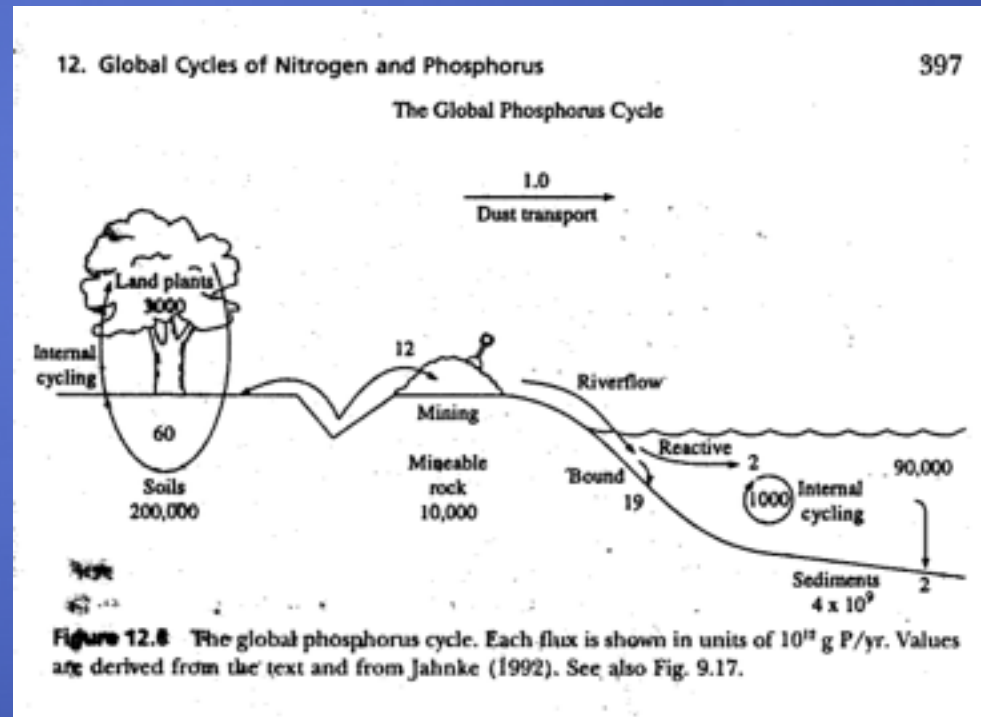 12. Global Cycles of Nitrogen and Phosphorus
397
The Global Phosphorus Cycle
1.0
Dust transport
Land plants
3000
Internal
cycling
60
Soils
200,000
12
Mining
Mineable
rock
10,000
Riverflow
Reactive
2
Bound
19
1000
Internal
cycling
90,000
Sediments
4 x 10⁹
2
Figure 12.8 The global phosphorus cycle. Each flux is shown in units of 10¹² g P/yr. Values
are derived from the text and from Jahnke (1992). See also Fig. 9.17.